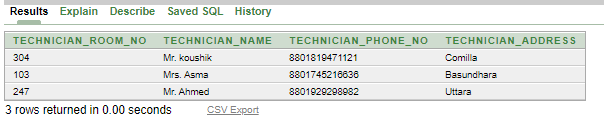 Results Explain Describe Saved SQL History
TECHNICIAN_ROOM_NO TECHNICIAN_NAME TECHNICIAN_PHONE_NO TECHNICIAN_ADDRESS
304 Mr. koushik 8801819471121 Comilla
103 Mrs. Asma 8801745216636 Basundhara
247 Mr. Ahmed 8801929298982 Uttara
3 rows returned in 0.00 seconds CSV Export